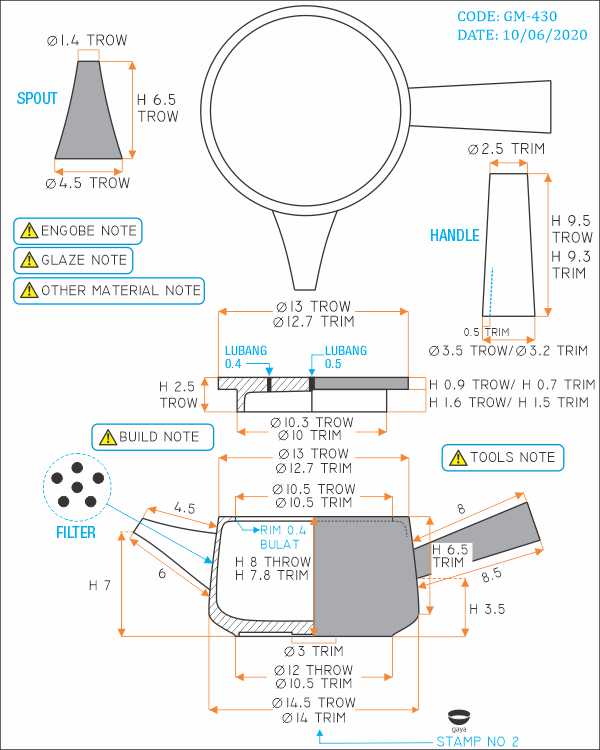 CODE: GM-430
DATE: 10/06/2020
Ø1.4 TROW
SPOUT
H 6.5
TROW
Ø4.5 TROW
Ø2.5 TRIM
HANDLE
H 9.5
TROW
H 9.3
TRIM
0.5 TRIM
Ø3.5 TROW/Ø3.2 TRIM
ENGOBE NOTE
GLAZE NOTE
OTHER MATERIAL NOTE
Ø13 TROW
Ø12.7 TRIM
LUBANG
0.4
LUBANG
0.5
H 2.5
TROW
H 0.9 TROW/ H 0.7 TRIM
H 1.6 TROW/ H 1.5 TRIM
Ø10.3 TROW
Ø10 TRIM
BUILD NOTE
TOOLS NOTE
Ø13 TROW
Ø12.7 TRIM
Ø10.5 TROW
Ø10.5 TRIM
FILTER
4.5
RIM 0.4
BULAT
8
H 8 THROW
H 7.8 TRIM
H 6.5
TRIM
8.5
H 7
6
H 3.5
Ø3 TRIM
Ø12 THROW
Ø10.5 TRIM
Ø14.5 TROW
Ø14 TRIM
gaya
STAMP NO 2